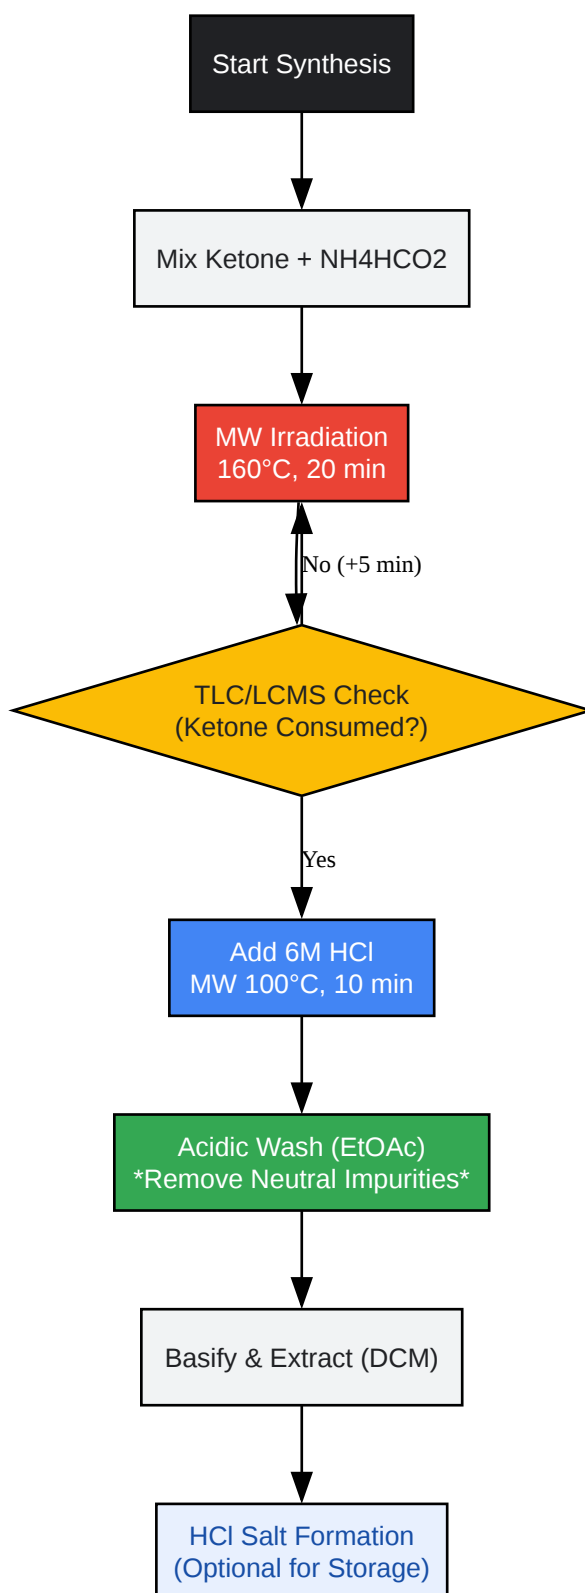 Start Synthesis
Mix Ketone + NH4HCO2
MW Irradiation
160°C, 20 min
No (+5 min)
TLC/LCMS Check
(Ketone Consumed?)
Yes
Add 6M HCl
MW 100°C, 10 min
Acidic Wash (EtOAc)
*Remove Neutral Impurities*
Basify & Extract (DCM)
HCl Salt Formation
(Optional for Storage)